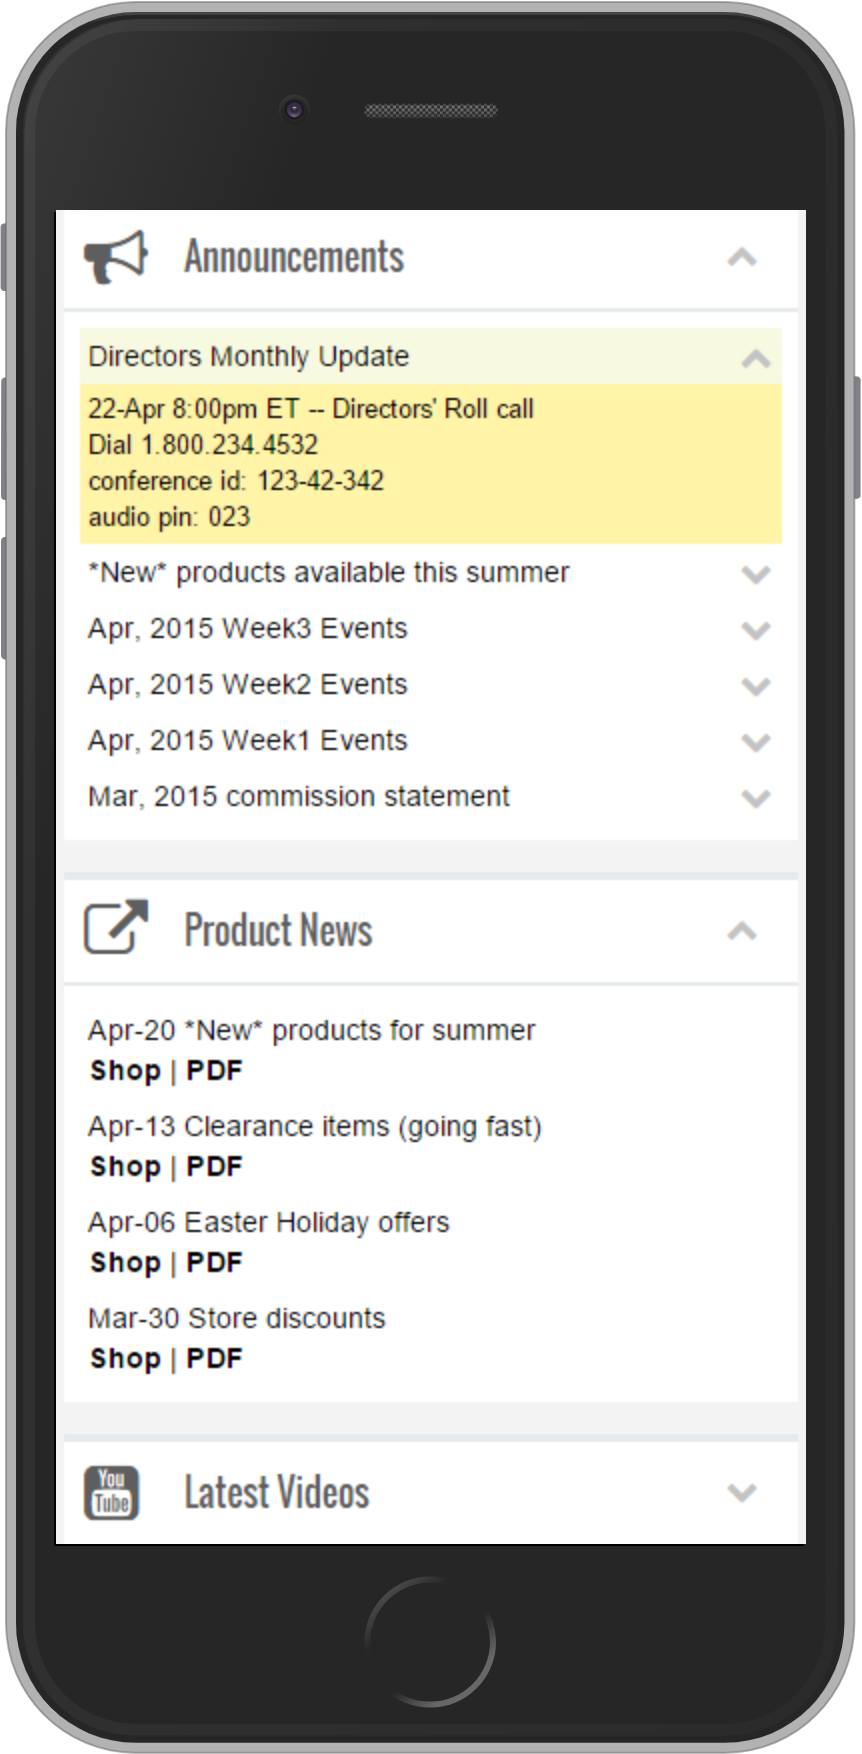 Announcements
Directors Monthly Update
22-Apr 8:00pm ET -- Directors' Roll call
Dial 1.800.234.4532
conference id: 123-42-342
audio pin: 023
*New* products available this summer
Apr, 2015 Week3 Events
Apr, 2015 Week2 Events
Apr, 2015 Week1 Events
Mar, 2015 commission statement
Product News
Apr-20 *New* products for summer
Shop | PDF
Apr-13 Clearance items (going fast)
Shop | PDF
Apr-06 Easter Holiday offers
Shop | PDF
Mar-30 Store discounts
Shop | PDF
You
Tube
Latest Videos